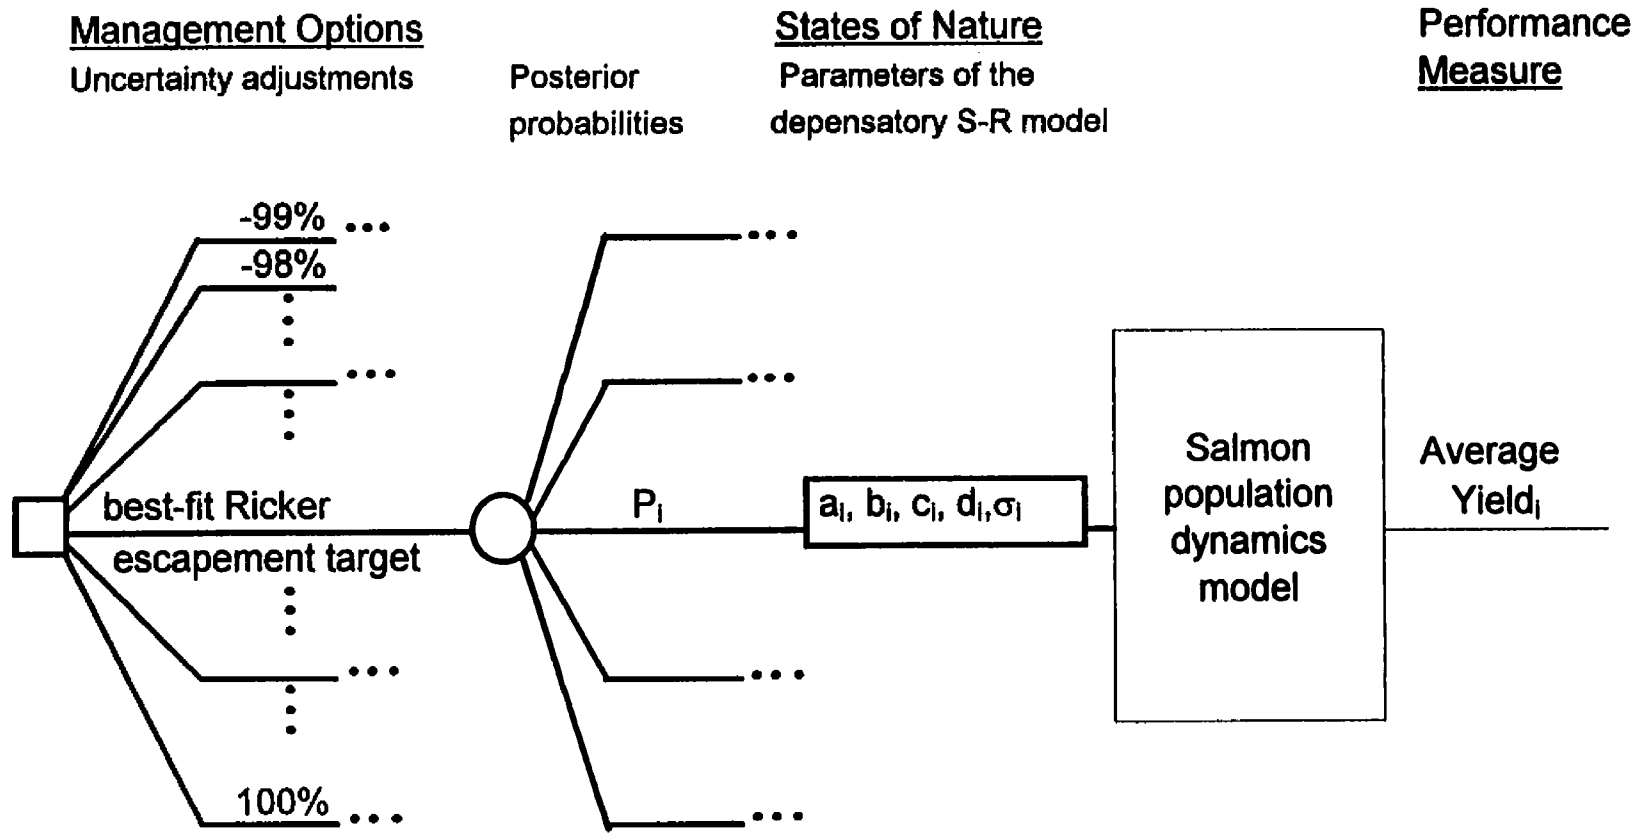 Management Options
Uncertainty adjustments
Posterior
probabilities
States of Nature
Parameters of the
depensatory S-R model
Performance
Measure
-99%
-98%
best-fit Ricker
escapement target
100%
Pᵢ
aᵢ, bᵢ, cᵢ, dᵢ,σᵢ
Salmon
population
dynamics
model
Average
Yieldᵢ